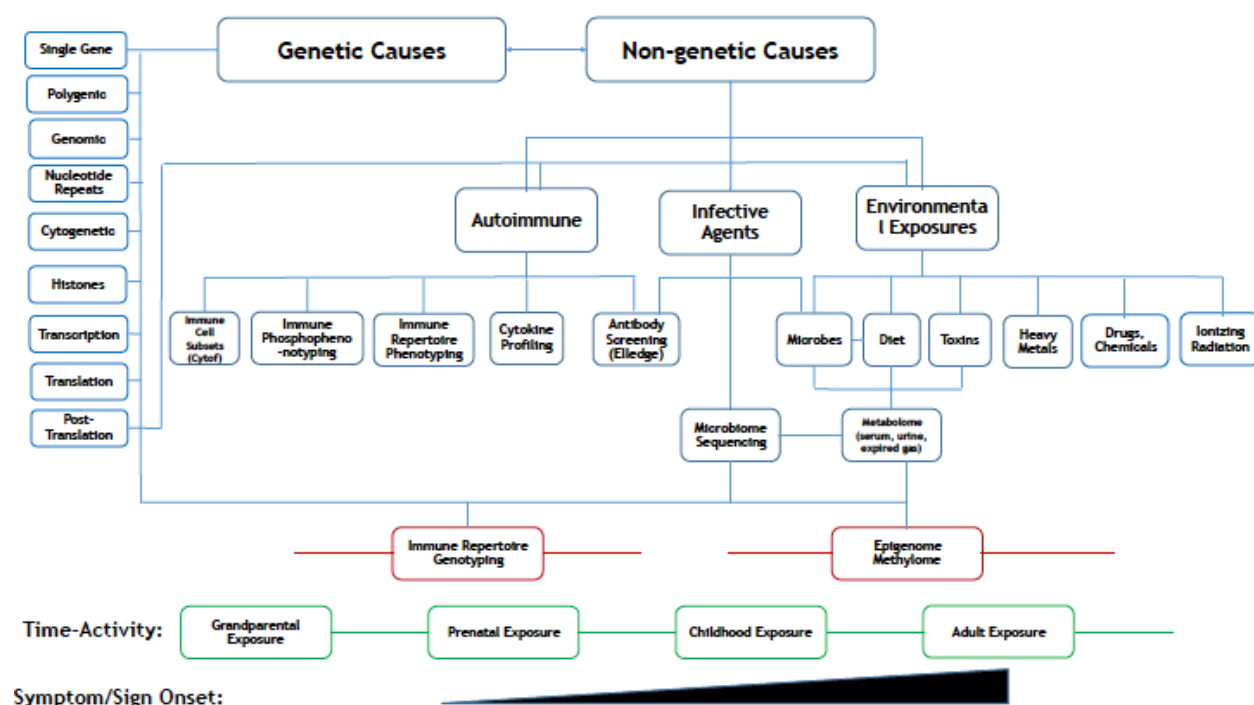 Single Gene
Genetic Causes
Non-genetic Causes
Polygenic
Genomic
Nucleotide
Repeats
Cytogenetic
Histones
Transcription
Translation
Post-
Translation
Autoimmune
Infective
Agents
Environmenta
l Exposures
Immune
Cell
Subsets
(Cytof)
Immune
Phosphopheno
-notyping
Immune
Repertoire
Phenotyping
Cytokine
Profiling
Antibody
Screening
(Elledge)
Microbes
Diet
Toxins
Heavy
Metals
Drugs,
Chemicals
Ionizing
Radiation
Microbiome
Sequencing
Metabolome
(serum, urine,
expired gas)
Immune Repertoire
Genotyping
Epigenome
Methylome
Time-Activity:
Grandparental
Exposure
Prenatal Exposure
Childhood Exposure
Adult Exposure
Symptom/Sign Onset: